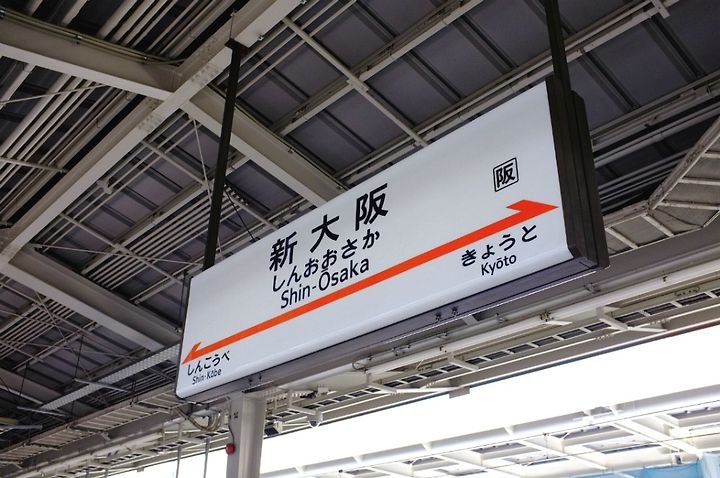 阪
新大阪
しんおおさか
Shin-Ōsaka
きょうと
Kyōto
しんこうべ
Shin-Kōbe